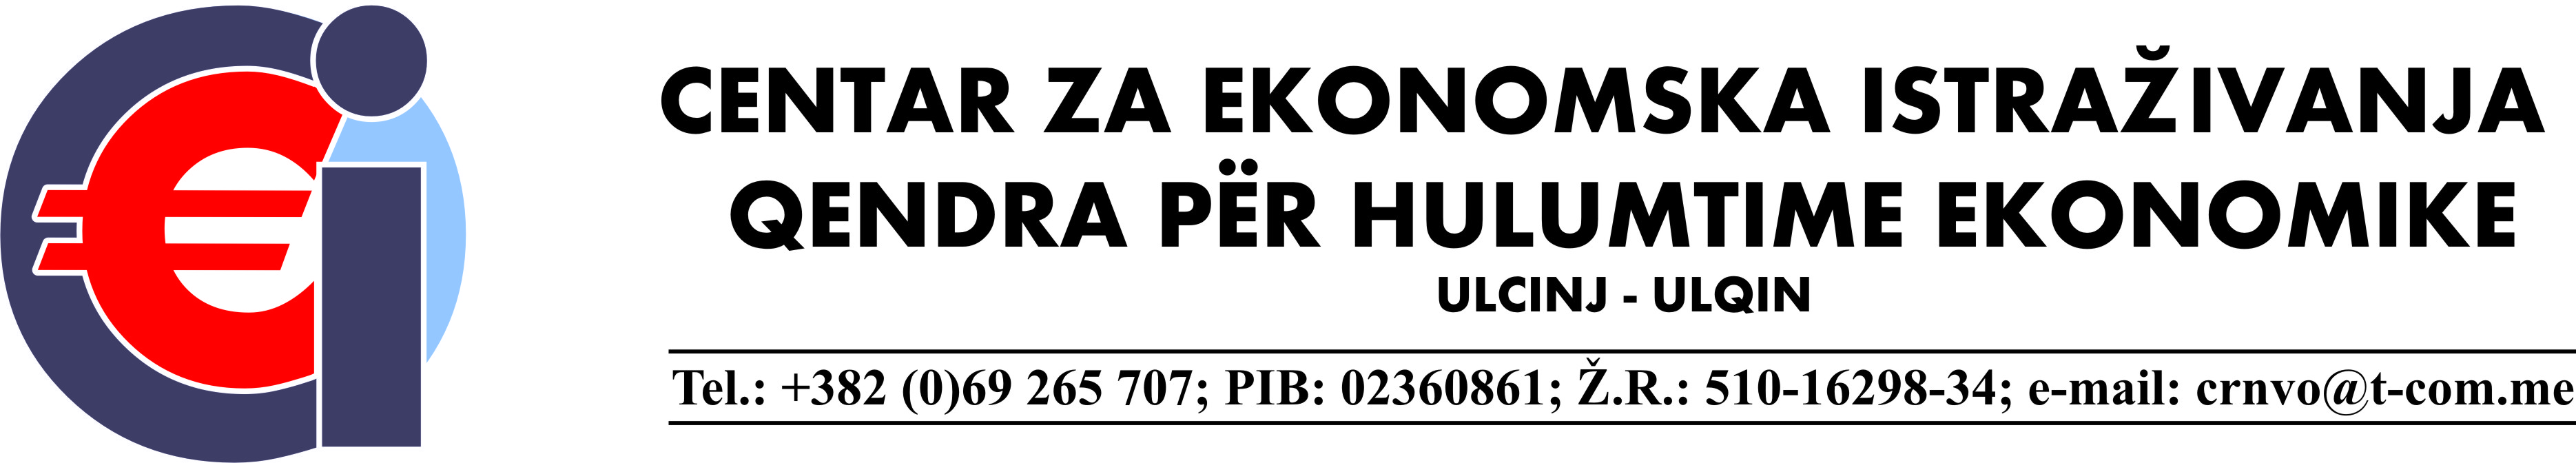 CENTAR ZA EKONOMSKA ISTRAŽIVANJA
QENDRA PËR HULUMTIME EKONOMIKE
ULCINJ - ULQIN
Tel.: +382 (0)69 265 707; PIB: 02360861; Ž.R.: 510-16298-34; e-mail: crnvo@t-com.me